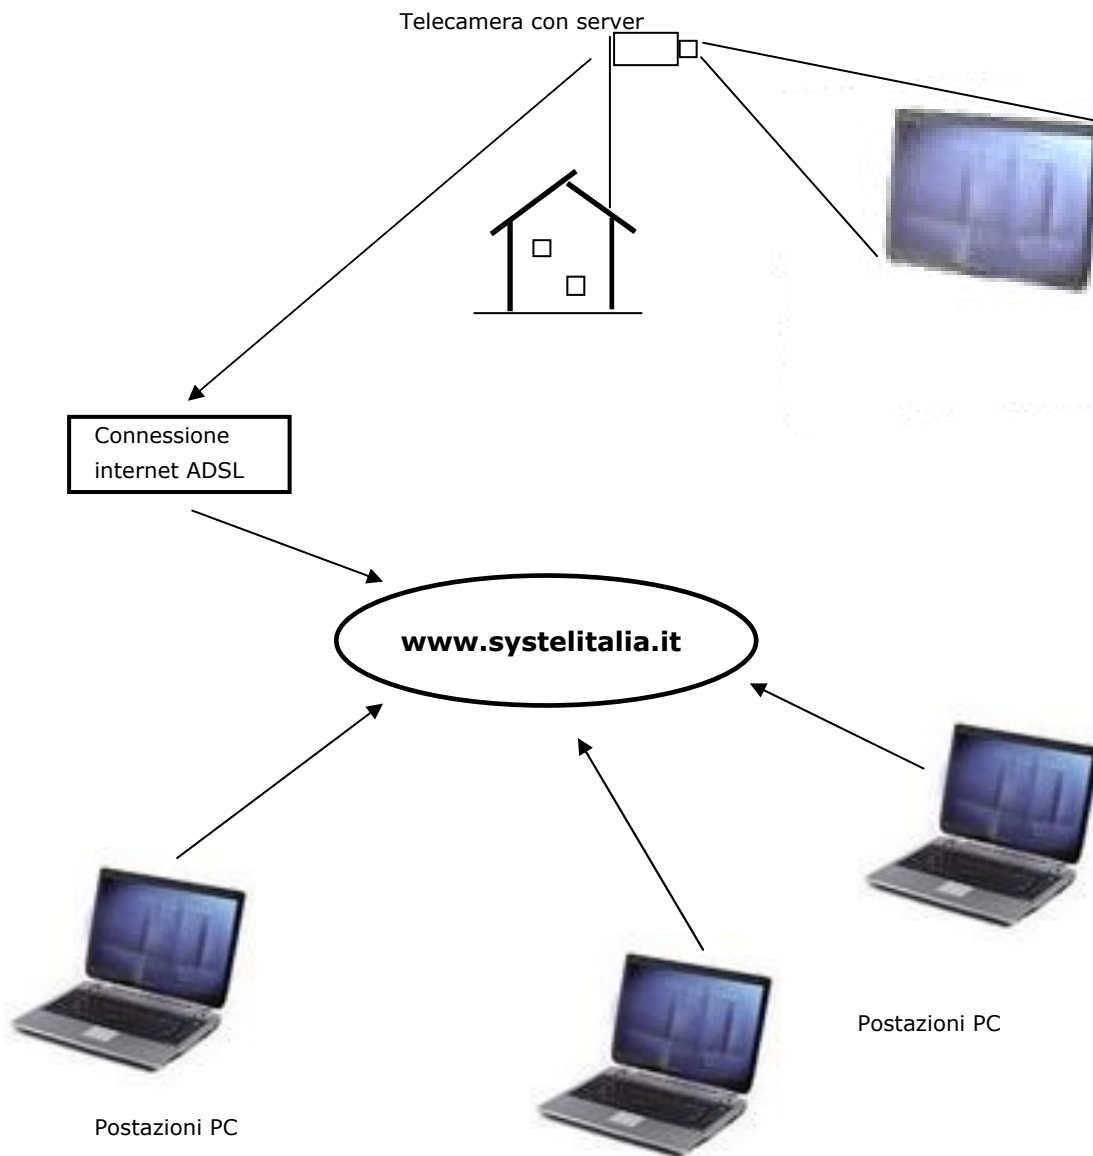 Telecamera con server
Connessione
internet ADSL
www.systelitalia.it
Postazioni PC
Postazioni PC